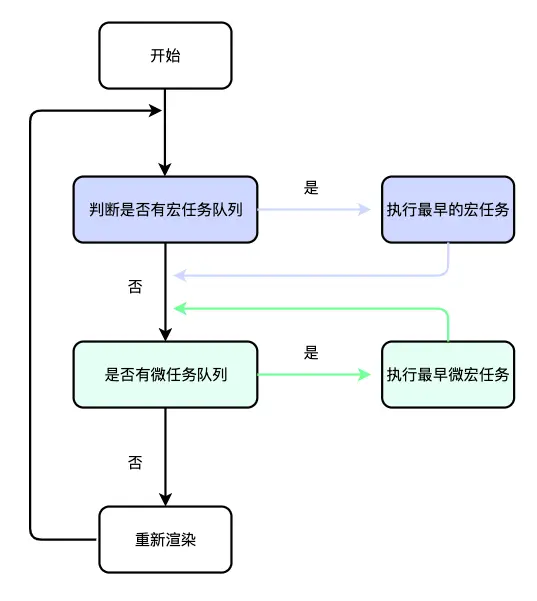 开始
判断是否有宏任务队列
是
执行最早的宏任务
否
是否有微任务队列
是
执行最早微宏任务
否
重新渲染